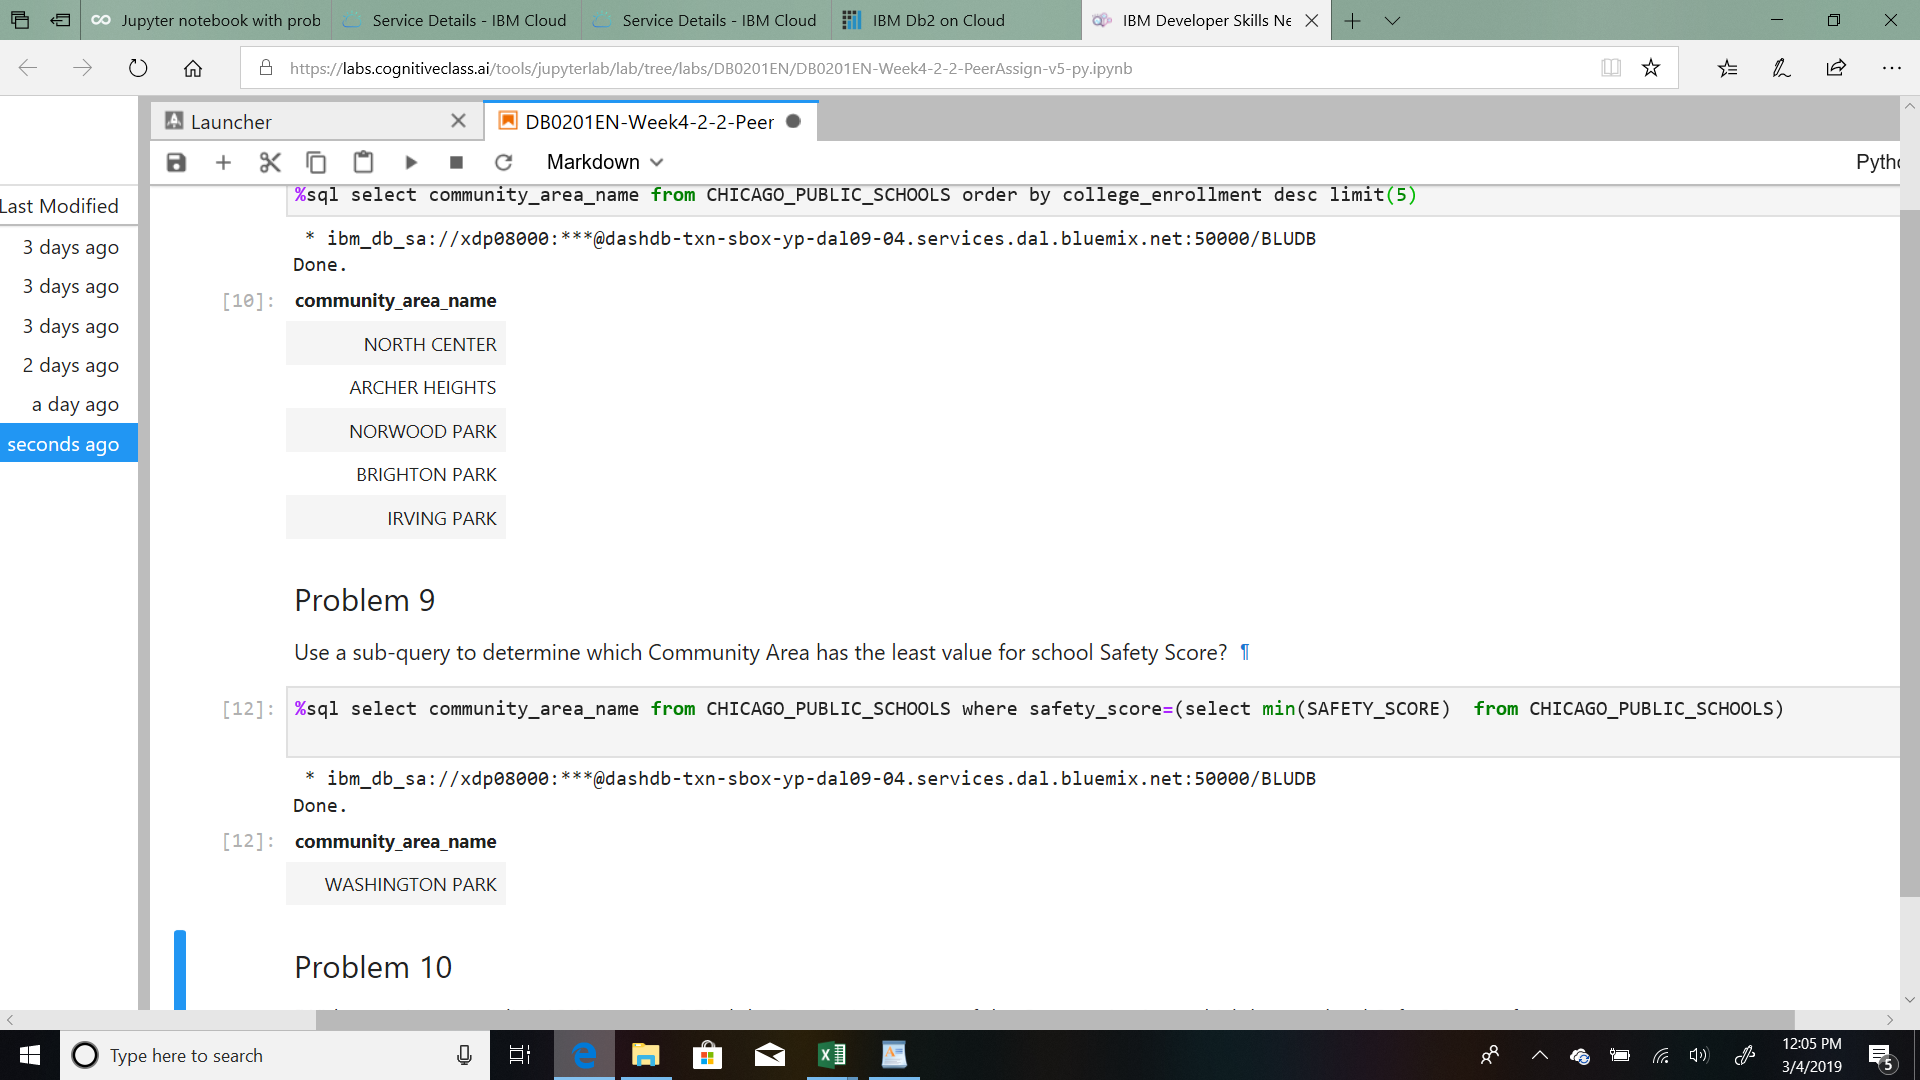 Jupyter notebook with prob
Service Details - IBM Cloud
Service Details - IBM Cloud
IBM Db2 on Cloud
IBM Developer Skills Ne
https://labs.cognitiveclass.ai/tools/jupyterlab/lab/tree/labs/DB0201EN/DB0201EN-Week4-2-2-PeerAssign-v5-py.ipynb
Launcher
DB0201EN-Week4-2-2-Peer
Markdown
Pytho
Last Modified
3 days ago
3 days ago
3 days ago
2 days ago
a day ago
seconds ago
%sql select community_area_name from CHICAGO_PUBLIC_SCHOOLS order by college_enrollment desc limit(5)
* ibm_db_sa://xdp08000:***@dashdb-txn-sbox-yp-dal09-04.services.dal.bluemix.net:50000/BLUDB
Done.
[10]: community_area_name
NORTH CENTER
ARCHER HEIGHTS
NORWOOD PARK
BRIGHTON PARK
IRVING PARK
Problem 9
Use a sub-query to determine which Community Area has the least value for school Safety Score? ¶
[12]: %sql select community_area_name from CHICAGO_PUBLIC_SCHOOLS where safety_score=(select min(SAFETY_SCORE)  from CHICAGO_PUBLIC_SCHOOLS)
* ibm_db_sa://xdp08000:***@dashdb-txn-sbox-yp-dal09-04.services.dal.bluemix.net:50000/BLUDB
Done.
[12]: community_area_name
WASHINGTON PARK
Problem 10
Type here to search
12:05 PM
3/4/2019
5